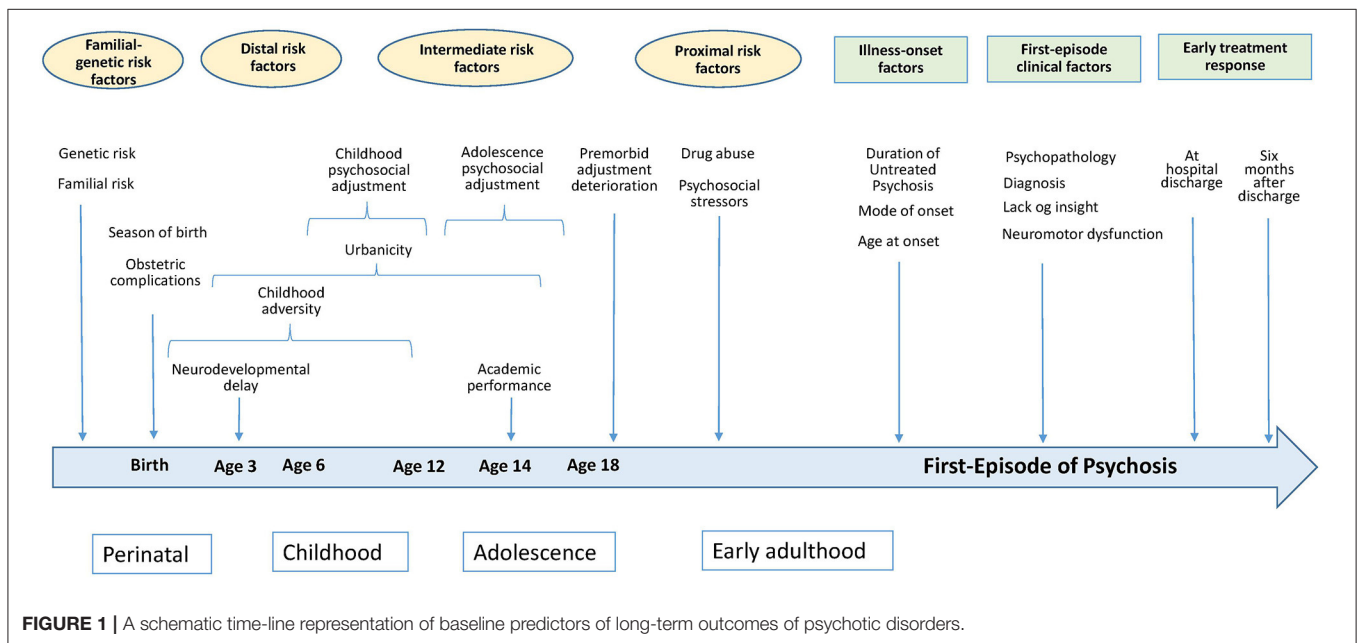 Familial-
genetic risk
factors
Distal risk
factors
Intermediate risk
factors
Proximal risk
factors
Illness-onset
factors
First-episode
clinical factors
Early treatment
response
Genetic risk
Familial risk
Season of birth
Obstetric
complications
Neurodevelopmental
delay
Childhood
adversity
Urbanicity
Childhood
psychosocial
adjustment
Adolescence
psychosocial
adjustment
Academic
performance
Premorbid
adjustment
deterioration
Drug abuse
Psychosocial
stressors
Duration of
Untreated
Psychosis
Mode of onset
Age at onset
Psychopathology
Diagnosis
Lack og insight
Neuromotor dysfunction
At
hospital
discharge
Six
months
after
discharge
Birth
Age 3
Age 6
Age 12
Age 14
Age 18
First-Episode of Psychosis
Perinatal
Childhood
Adolescence
Early adulthood
FIGURE 1 | A schematic time-line representation of baseline predictors of long-term outcomes of psychotic disorders.